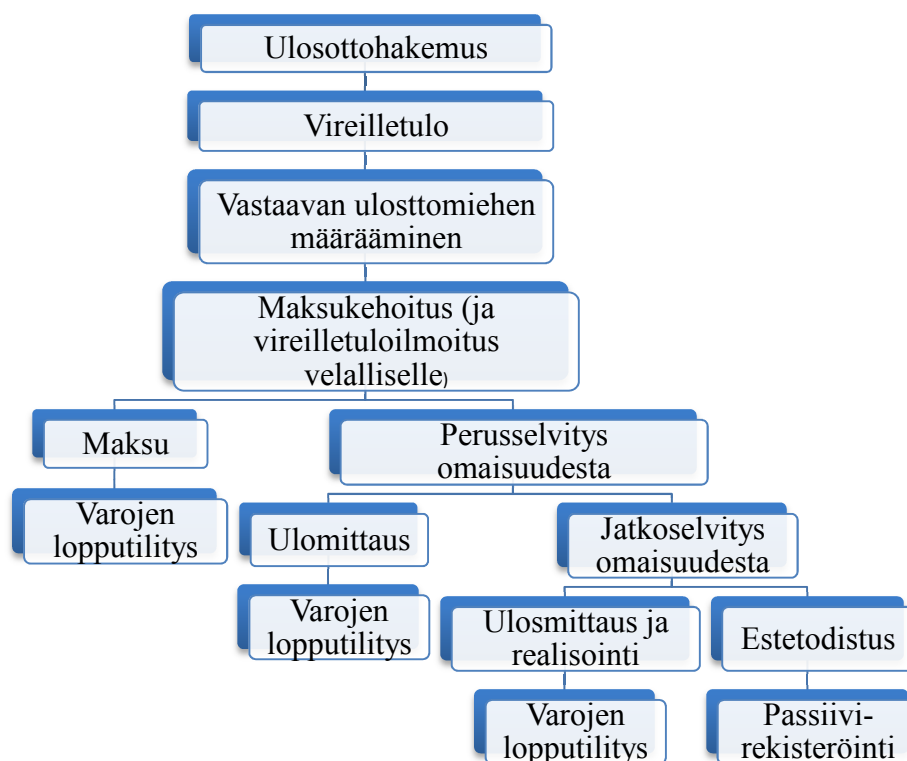 Ulosottohakemus
Vireilletulo
Vastaavan ulosttomiehen
määrääminen
Maksukehoitus (ja
vireilletuloilmoitus
velalliselle)
Maksu
Perusselvitys
omaisuudesta
Varojen
lopputilitys
Ulomittaus
Jatkoselvitys
omaisuudesta
Varojen
lopputilitys
Ulosmittaus ja
realisointi
Estetodistus
Varojen
lopputilitys
Passiivi-
rekisteröinti